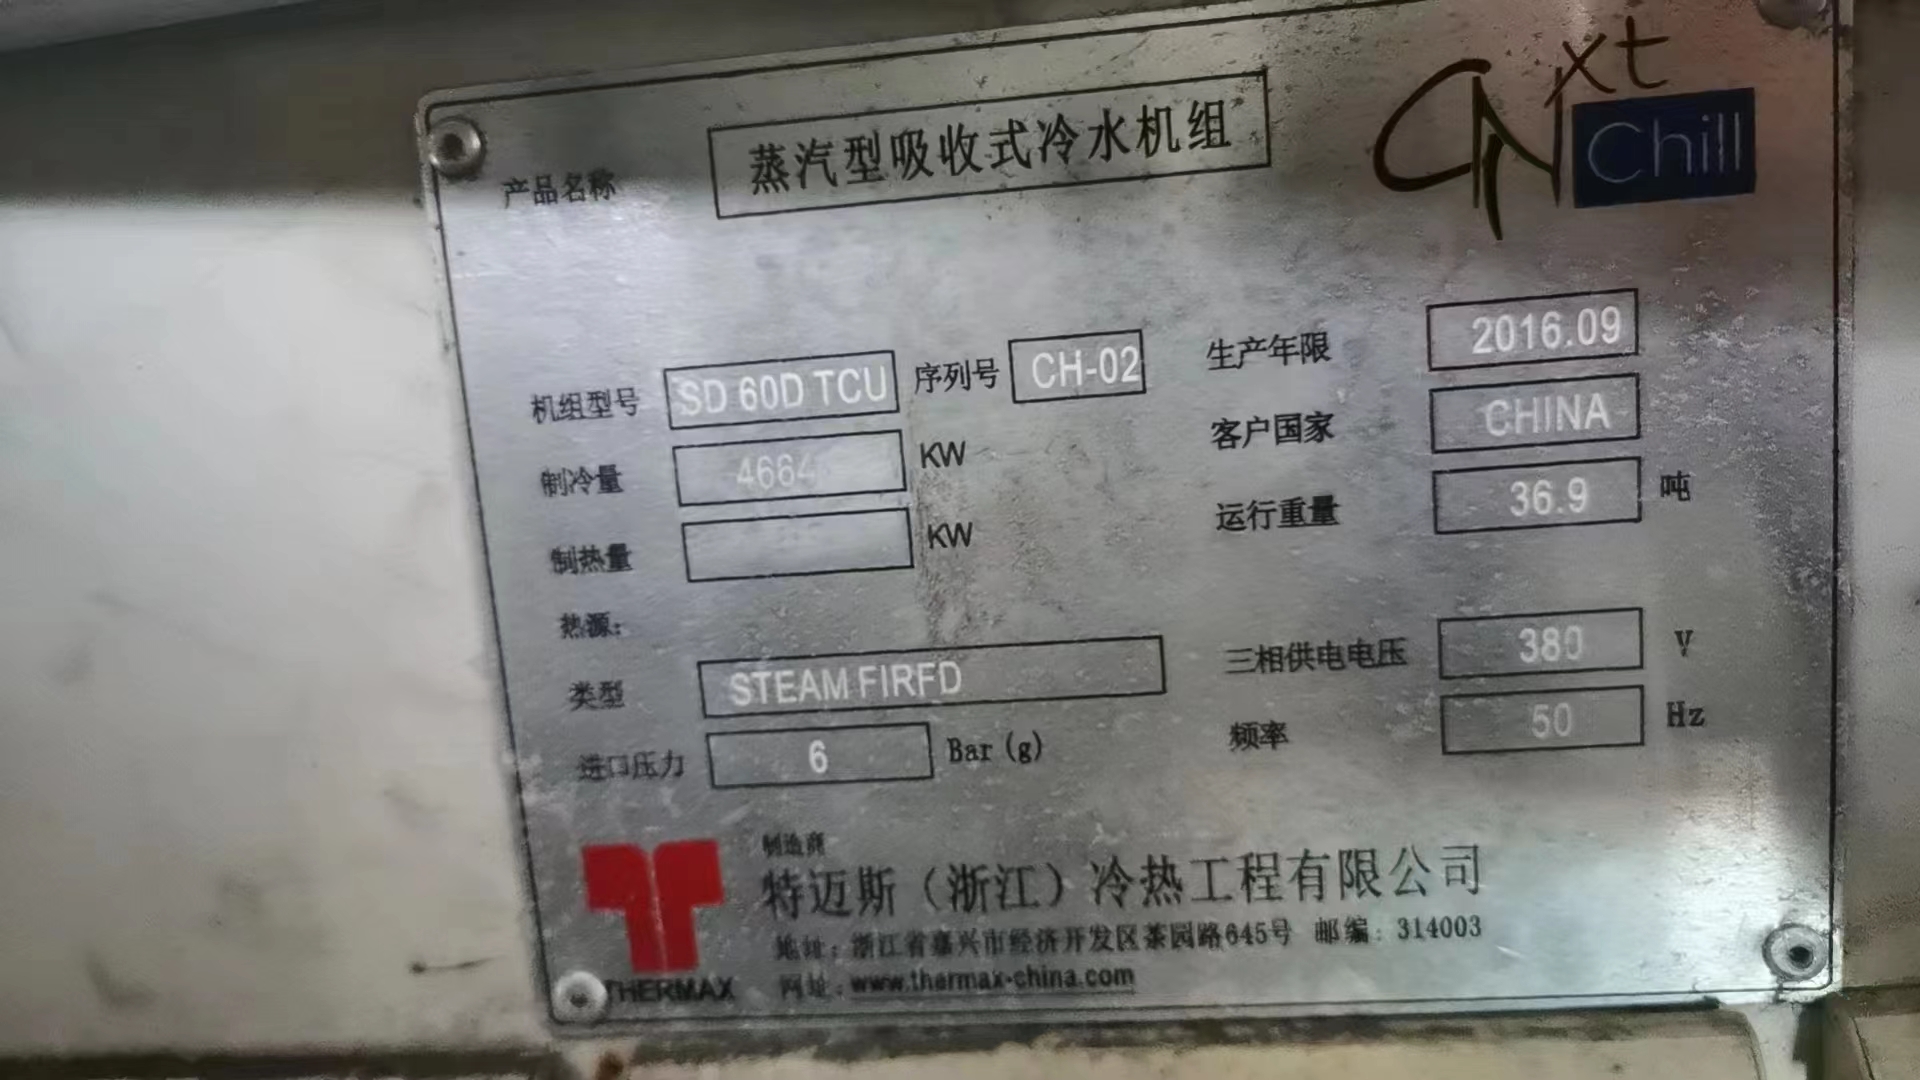 产品名称 蒸汽型吸收式冷水机组
xt
Chill
机组型号 SD 60D TCU 序列号 CH-02 生产年限 2016.09
制冷量 4664 KW 客户国家 CHINA
制热量 KW 运行重量 36.9 吨
热源:
类型 STEAM FIRFD 三相供电电压 380 V
进口压力 6 Bar (g) 频率 50 Hz
制造商
特迈斯（浙江）冷热工程有限公司
地址: 浙江省嘉兴市经济开发区茶园路645号 邮编: 314003
THERMAX 网址: www.thermax-china.com